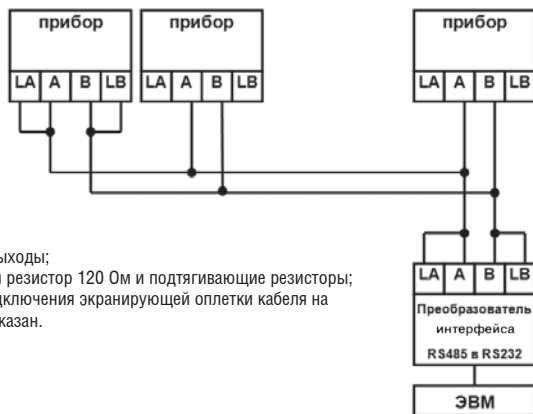 прибор прибор прибор
LA A B LB LA A B LB LA A B LB
ыходы;
резистор 120 Ом и подтягивающие резисторы;
дключения экранирующей оплетки кабеля на
казан.
LA A B LB
Преобразователь
интерфейса
RS485 в RS232
ЭВМ